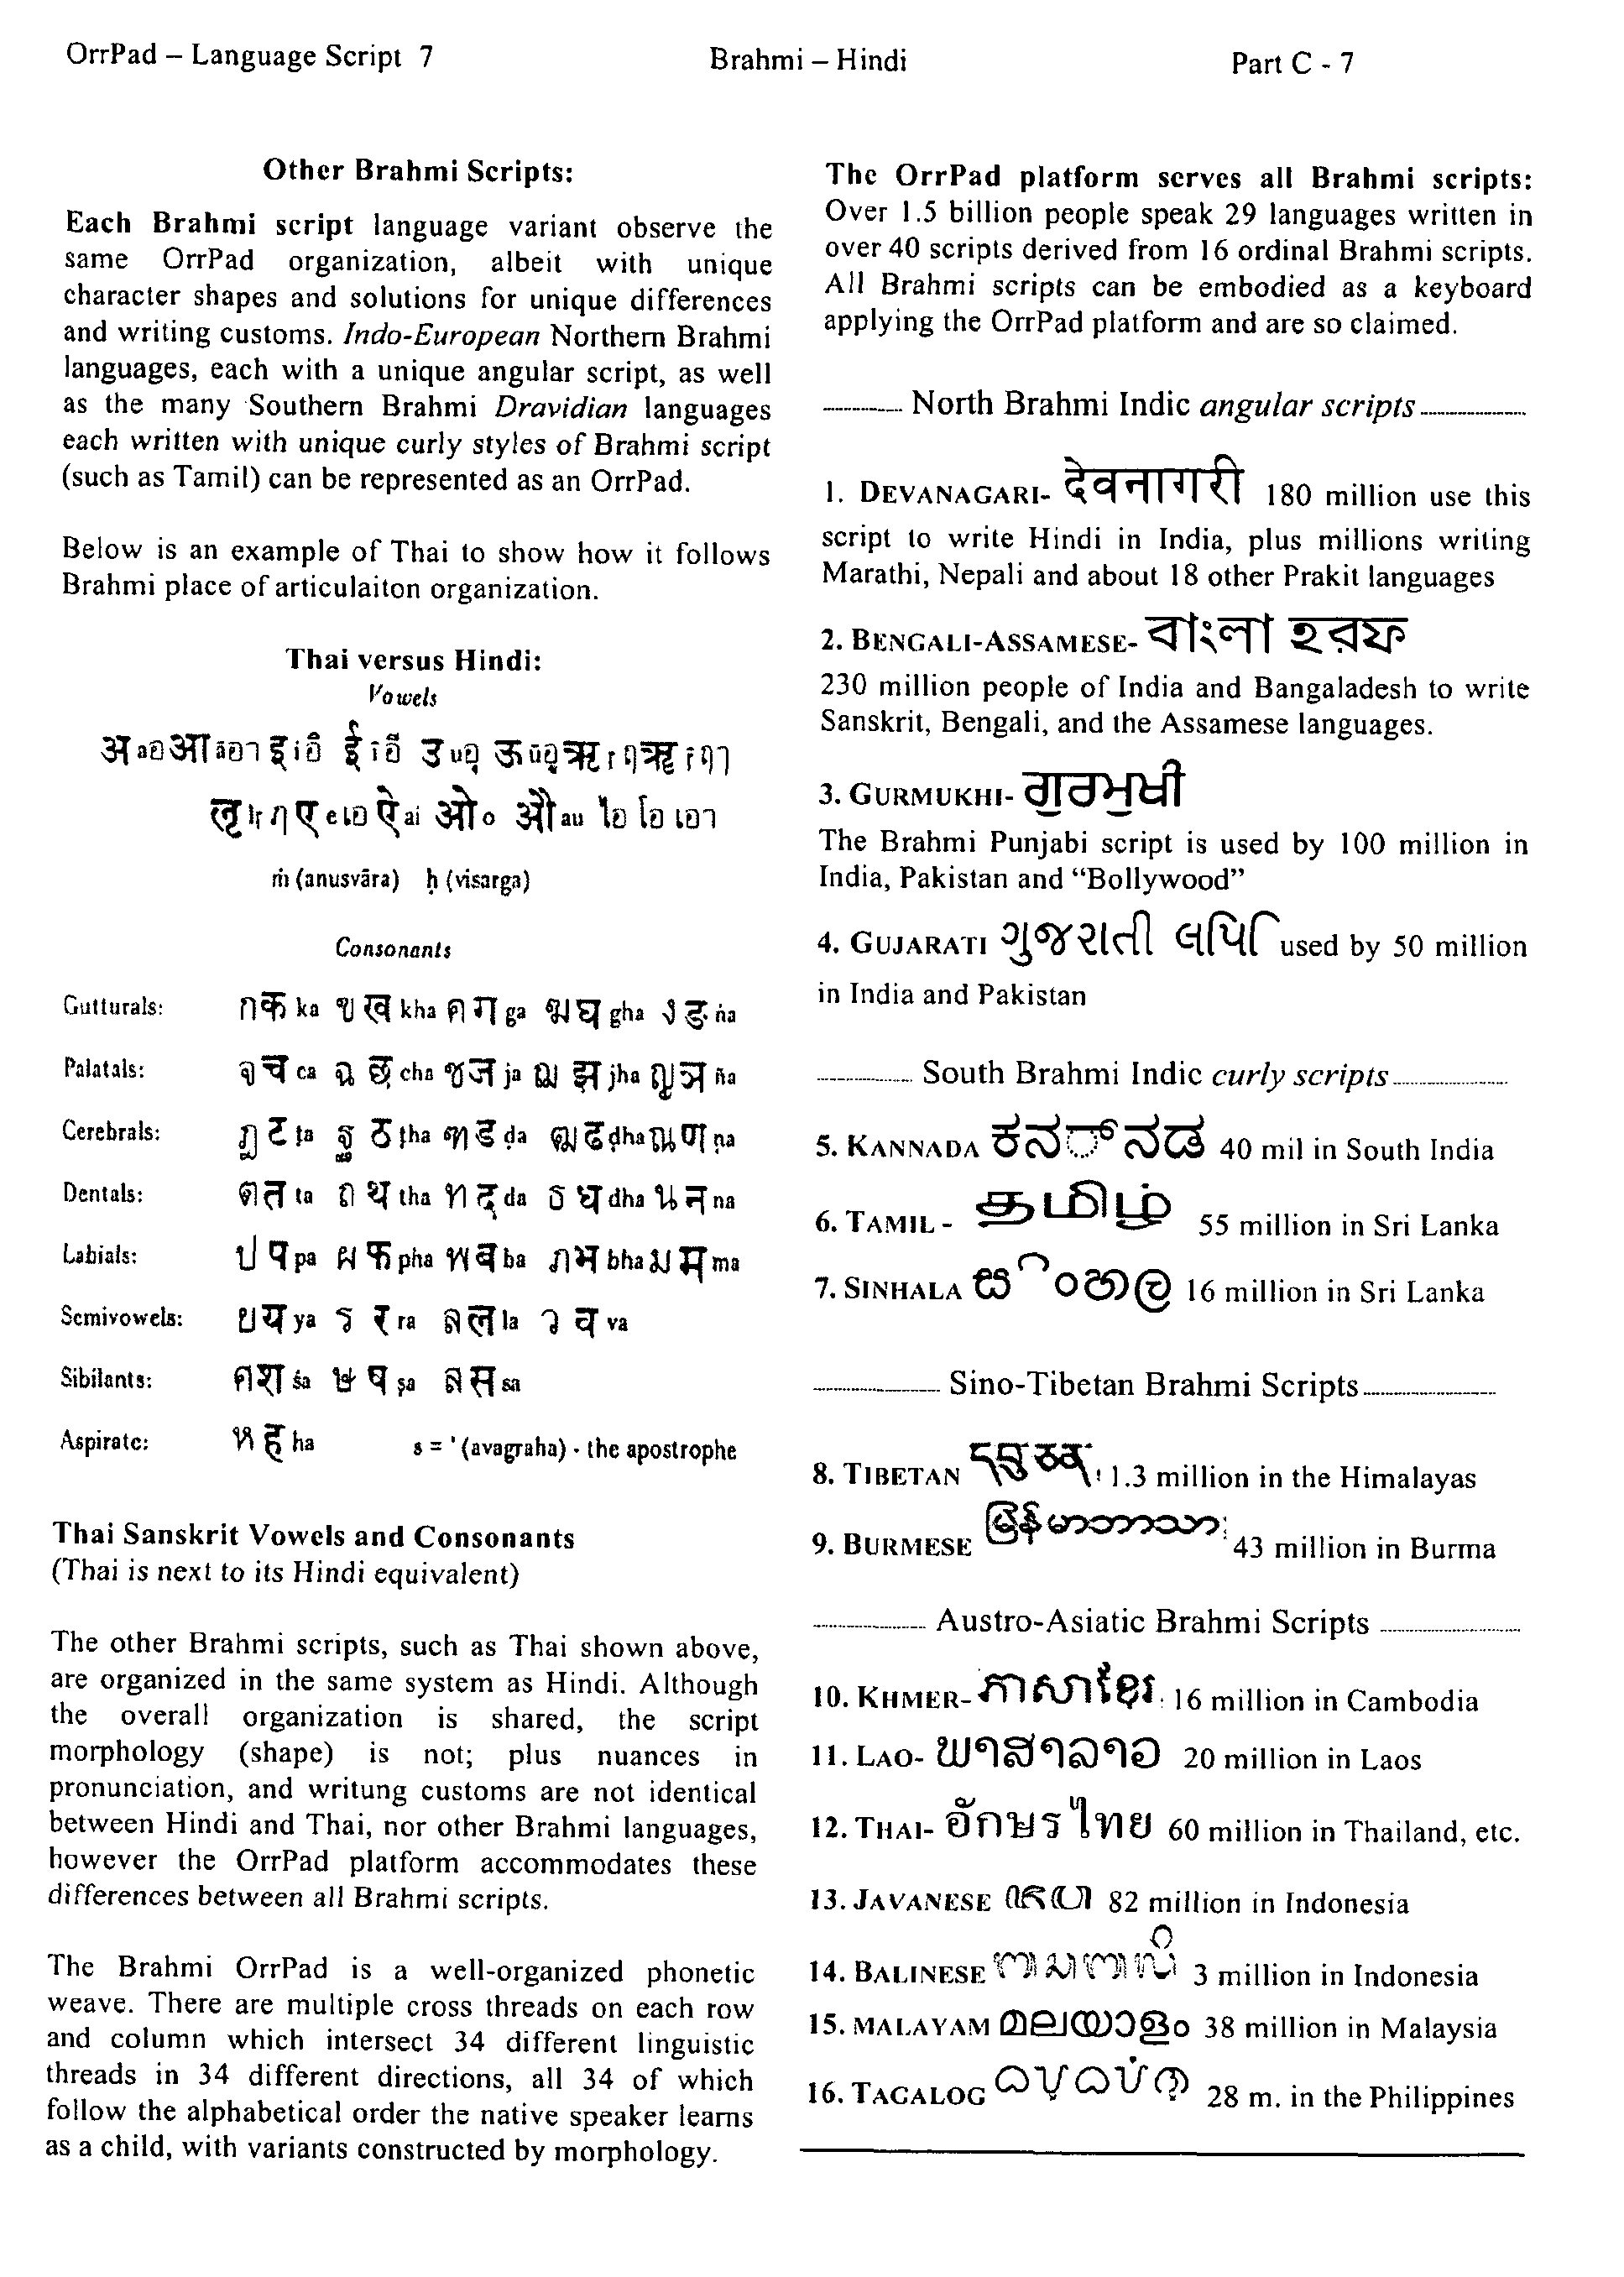 OrrPad – Language Script 7
Brahmi – Hindi
Part C - 7
Other Brahmi Scripts:
Each Brahmi script language variant observe the
same OrrPad organization, albeit with unique
character shapes and solutions for unique differences
and writing customs. Indo-European Northern Brahmi
languages, each with a unique angular script, as well
as the many Southern Brahmi Dravidian languages
each written with unique curly styles of Brahmi script
(such as Tamil) can be represented as an OrrPad.
Below is an example of Thai to show how it follows
Brahmi place of articulaiton organization.
Thai versus Hindi:
Vowels
अ a อ आ ā อา इ i อิ ई ī อี उ u อุ ऊ ū อู ऋ ṛ ฤ ॠ ṝ ฤๅ
ऌ lṛ ฦ ए e เอ ऐ ai ओ o औ au ไอ โอ เอา
ṁ (anusvāra) ḥ (visarga)
Consonants
Gutturals: ก क ka ข ख kha ค ग ga ฆ घ gha ง ङ ṅa
Palatals: จ च ca ฉ छ cha ช ज ja ฌ झ jha ญ ञ ña
Cerebrals: ฏ ट ṭa ฐ ठ ṭha ฑ ड ḍa ฒ ढ ḍha ณ ण ṇa
Dentals: ต त ta ถ थ tha ท द da ธ ध dha น न na
Labials: ป प pa ผ फ pha พ ब ba ภ भ bha ม म ma
Semivowels: ย य ya ร र ra ล ल la ว व va
Sibilants: ศ श śa ษ ष ṣa ส स sa
Aspirate: ห ह ha s = ' (avagraha) - the apostrophe
Thai Sanskrit Vowels and Consonants
(Thai is next to its Hindi equivalent)
The other Brahmi scripts, such as Thai shown above,
are organized in the same system as Hindi. Although
the overall organization is shared, the script
morphology (shape) is not; plus nuances in
pronunciation, and writung customs are not identical
between Hindi and Thai, nor other Brahmi languages,
however the OrrPad platform accommodates these
differences between all Brahmi scripts.
The Brahmi OrrPad is a well-organized phonetic
weave. There are multiple cross threads on each row
and column which intersect 34 different linguistic
threads in 34 different directions, all 34 of which
follow the alphabetical order the native speaker learns
as a child, with variants constructed by morphology.
The OrrPad platform serves all Brahmi scripts:
Over 1.5 billion people speak 29 languages written in
over 40 scripts derived from 16 ordinal Brahmi scripts.
All Brahmi scripts can be embodied as a keyboard
applying the OrrPad platform and are so claimed.
North Brahmi Indic angular scripts
1. DEVANAGARI- देवनागरी 180 million use this
script to write Hindi in India, plus millions writing
Marathi, Nepali and about 18 other Prakit languages
2. BENGALI-ASSAMESE- বাংলা হরফ
230 million people of India and Bangaladesh to write
Sanskrit, Bengali, and the Assamese languages.
3. GURMUKHI- ਗੁਰਮੁਖੀ
The Brahmi Punjabi script is used by 100 million in
India, Pakistan and “Bollywood”
4. GUJARATI ગુજરાતી લિપિ used by 50 million
in India and Pakistan
South Brahmi Indic curly scripts
5. KANNADA ಕನ್ನಡ 40 mil in South India
6. TAMIL - தமிழ் 55 million in Sri Lanka
7. SINHALA සිංහල 16 million in Sri Lanka
Sino-Tibetan Brahmi Scripts
8. TIBETAN 1.3 million in the Himalayas
9. BURMESE မြန်မာဘာသာ 43 million in Burma
Austro-Asiatic Brahmi Scripts
10. KHMER- ភាសាខ្មែរ 16 million in Cambodia
11. LAO- ພາສາລາວ 20 million in Laos
12. THAI- อักษรไทย 60 million in Thailand, etc.
13. JAVANESE 82 million in Indonesia
14. BALINESE 3 million in Indonesia
15. MALAYAM മലയാളം 38 million in Malaysia
16. TAGALOG 28 m. in the Philippines